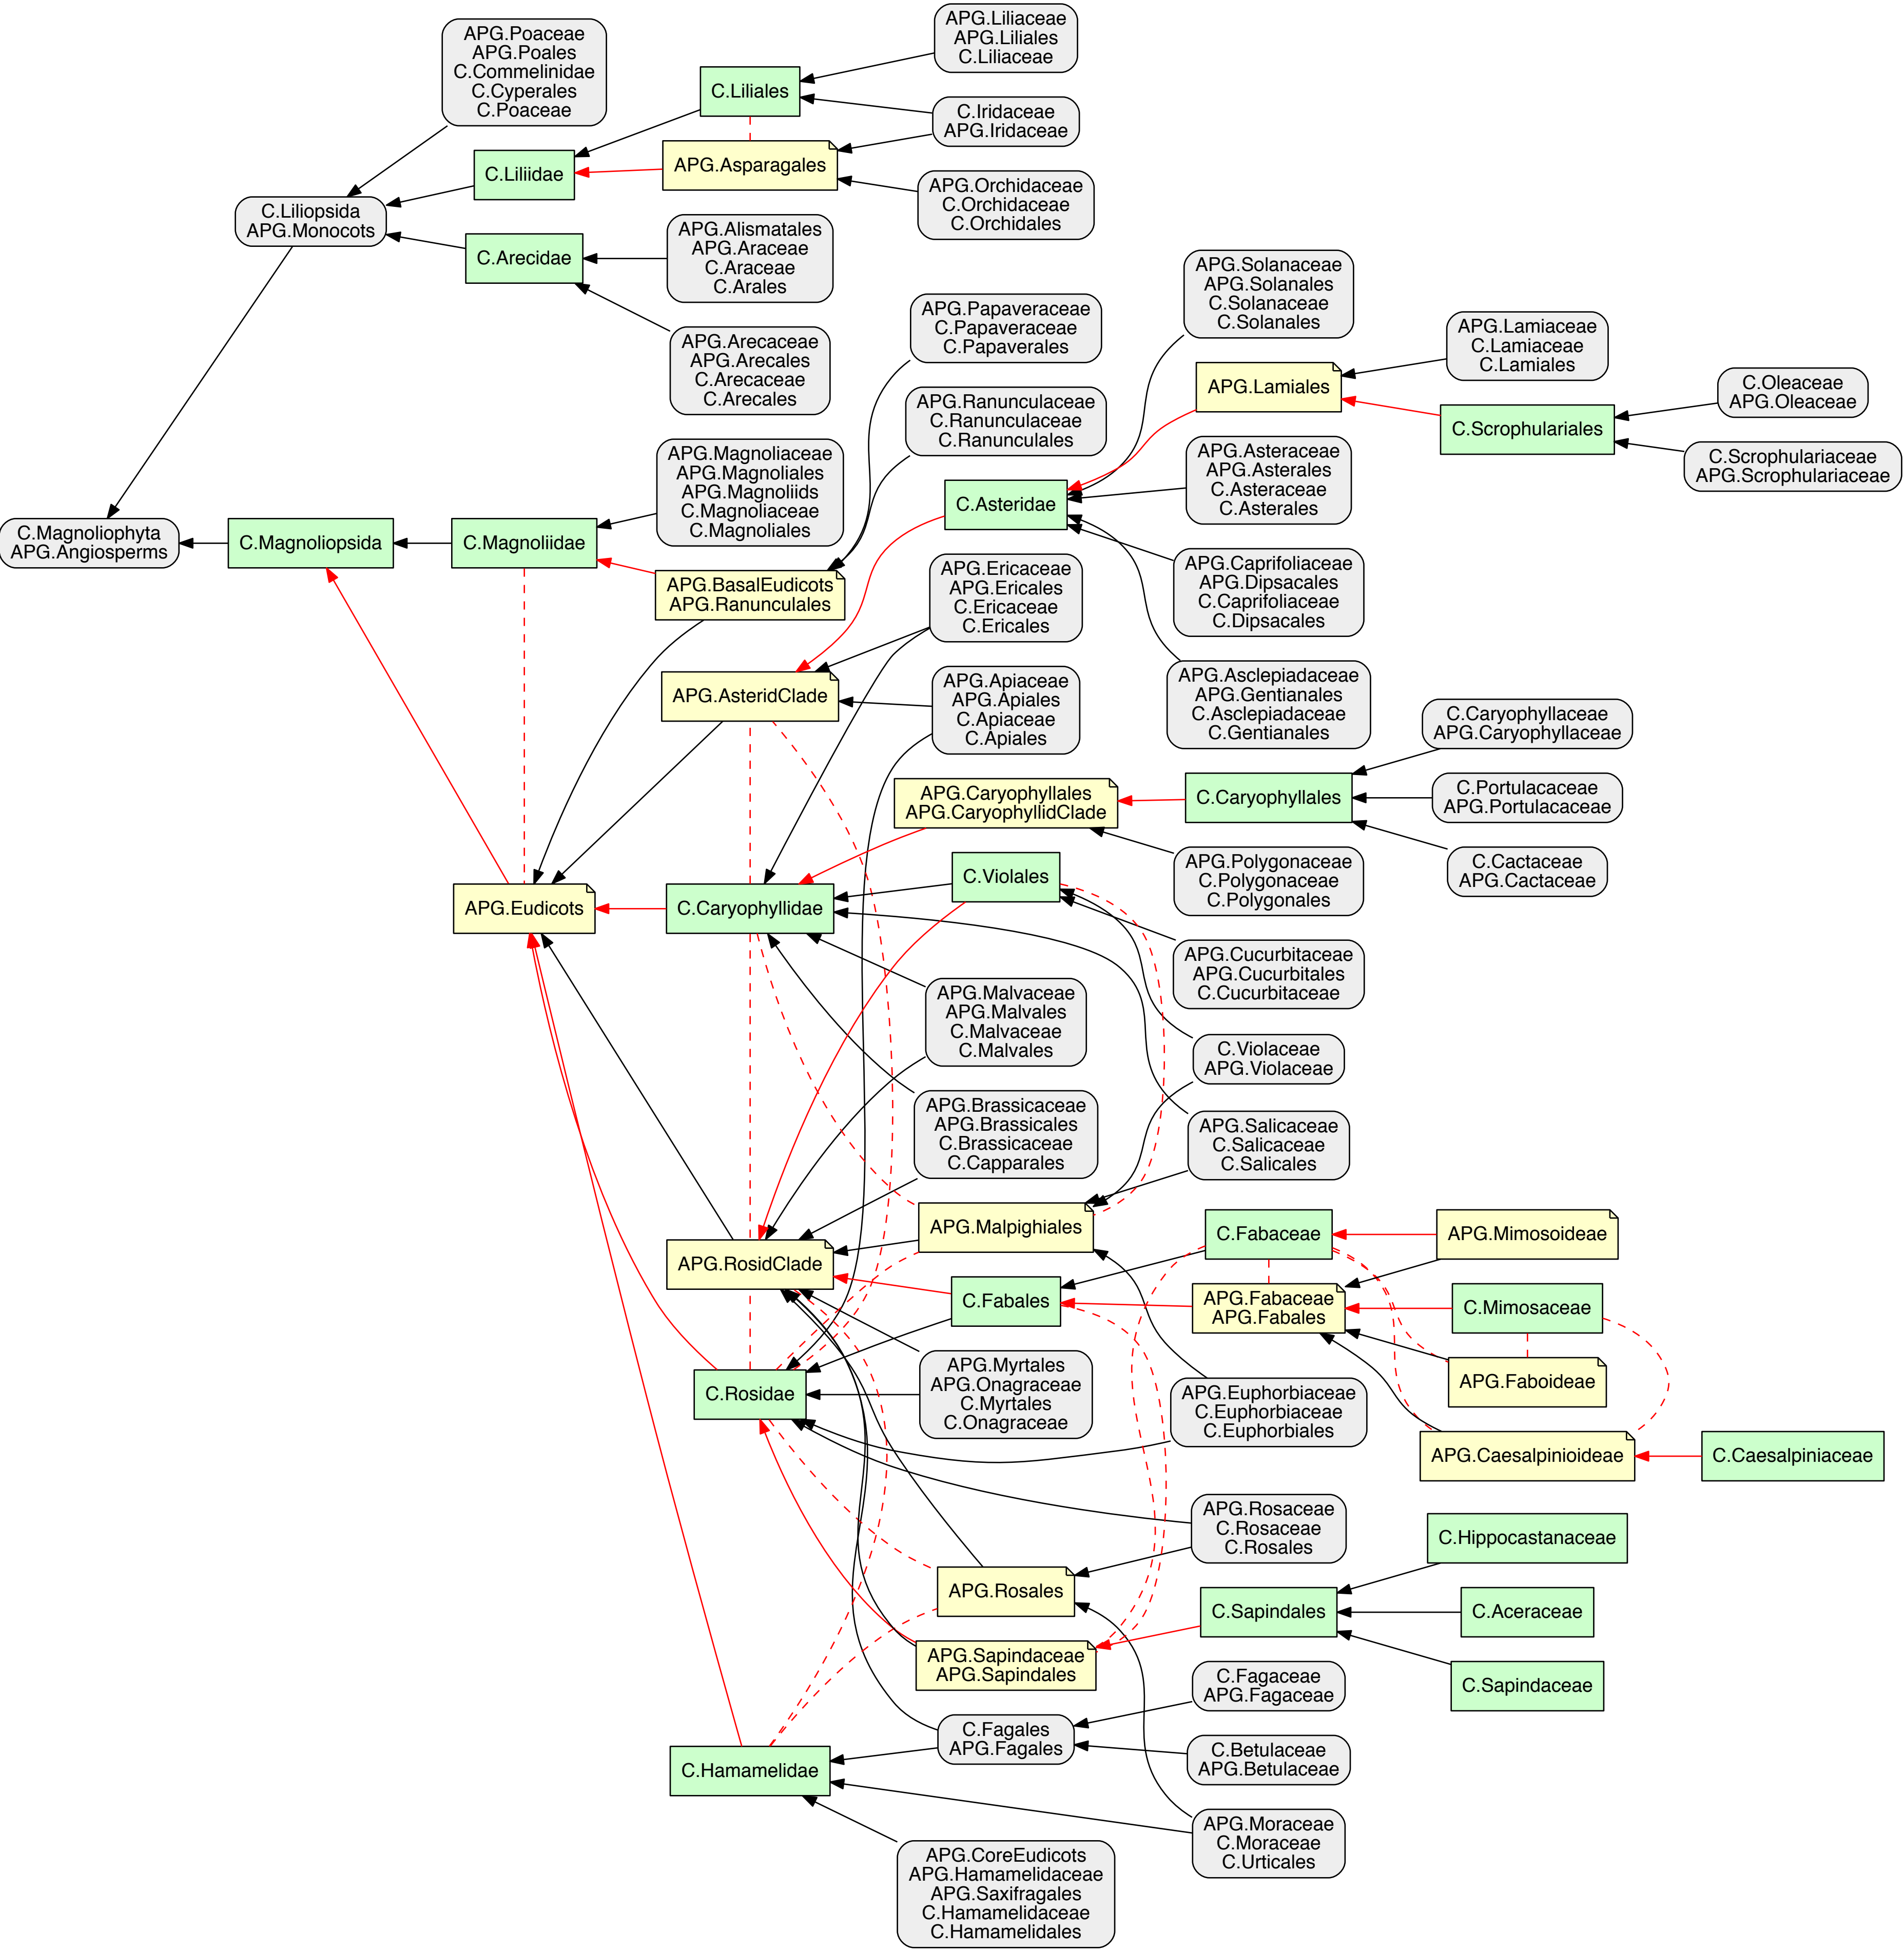 APG.Liliaceae
APG.Liliales
C.Liliaceae
APG.Poaceae
APG.Poales
C.Commelinidae
C.Cyperales
C.Poaceae
C.Liliales
C.Iridaceae
APG.Iridaceae
APG.Asparagales
C.Liliidae
APG.Orchidaceae
C.Orchidaceae
C.Orchidales
C.Liliopsida
APG.Monocots
APG.Alismatales
APG.Araceae
C.Araceae
C.Arales
C.Arecidae
APG.Solanaceae
APG.Solanales
C.Solanaceae
C.Solanales
APG.Papaveraceae
C.Papaveraceae
C.Papaverales
APG.Arecaceae
APG.Arecales
C.Arecaceae
C.Arecales
APG.Lamiaceae
C.Lamiaceae
C.Lamiales
APG.Lamiales
C.Oleaceae
APG.Oleaceae
APG.Ranunculaceae
C.Ranunculaceae
C.Ranunculales
C.Scrophulariales
APG.Magnoliaceae
APG.Magnoliales
APG.Magnoliids
C.Magnoliaceae
C.Magnoliales
APG.Asteraceae
APG.Asterales
C.Asteraceae
C.Asterales
C.Scrophulariaceae
APG.Scrophulariaceae
C.Asteridae
C.Magnoliophyta
APG.Angiosperms
C.Magnoliopsida
C.Magnoliidae
APG.BasalEudicots
APG.Ranunculales
APG.Ericaceae
APG.Ericales
C.Ericaceae
C.Ericales
APG.Caprifoliaceae
APG.Dipsacales
C.Caprifoliaceae
C.Dipsacales
APG.AsteridClade
APG.Apiaceae
APG.Apiales
C.Apiaceae
C.Apiales
APG.Asclepiadaceae
APG.Gentianales
C.Asclepiadaceae
C.Gentianales
C.Caryophyllaceae
APG.Caryophyllaceae
APG.Caryophyllales
APG.CaryophyllidClade
C.Caryophyllales
C.Portulacaceae
APG.Portulacaceae
C.Violales
APG.Polygonaceae
C.Polygonaceae
C.Polygonales
C.Cactaceae
APG.Cactaceae
APG.Eudicots
C.Caryophyllidae
APG.Cucurbitaceae
APG.Cucurbitales
C.Cucurbitaceae
APG.Malvaceae
APG.Malvales
C.Malvaceae
C.Malvales
C.Violaceae
APG.Violaceae
APG.Brassicaceae
APG.Brassicales
C.Brassicaceae
C.Capparales
APG.Salicaceae
C.Salicaceae
C.Salicales
APG.Malpighiales
C.Fabaceae
APG.Mimosoideae
APG.RosidClade
C.Fabales
APG.Fabaceae
APG.Fabales
C.Mimosaceae
C.Rosidae
APG.Myrtales
APG.Onagraceae
C.Myrtales
C.Onagraceae
APG.Euphorbiaceae
C.Euphorbiaceae
C.Euphorbiales
APG.Faboideae
APG.Caesalpinioideae
C.Caesalpiniaceae
APG.Rosaceae
C.Rosaceae
C.Rosales
C.Hippocastanaceae
APG.Rosales
C.Sapindales
C.Aceraceae
APG.Sapindaceae
APG.Sapindales
C.Sapindaceae
C.Fagaceae
APG.Fagaceae
C.Fagales
APG.Fagales
C.Betulaceae
APG.Betulaceae
C.Hamamelidae
APG.Moraceae
C.Moraceae
C.Urticales
APG.CoreEudicots
APG.Hamamelidaceae
APG.Saxifragales
C.Hamamelidaceae
C.Hamamelidales